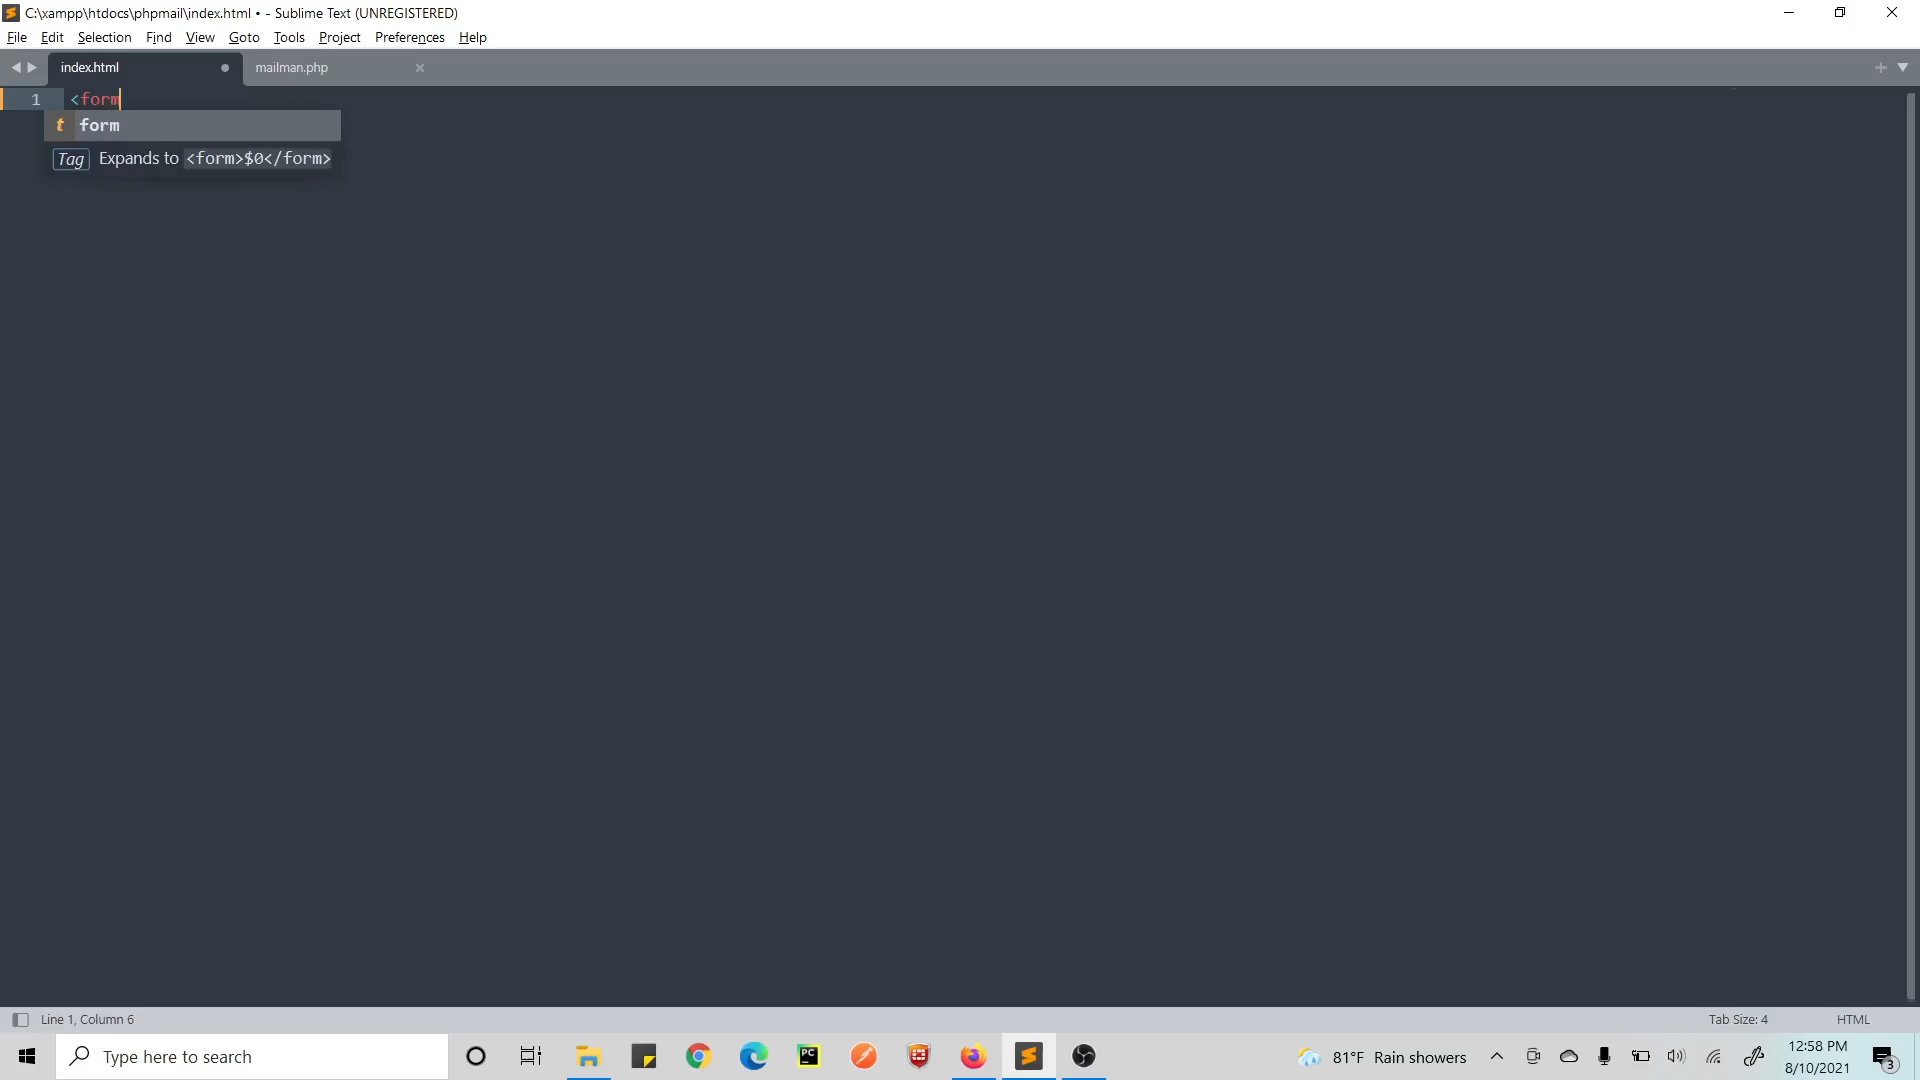 C:\xampp\htdocs\phpmail\index.html • - Sublime Text (UNREGISTERED)
File Edit Selection Find View Goto Tools Project Preferences Help
index.html mailman.php
1 <form
t form
Tag Expands to <form>$0</form>
Line 1, Column 6 Tab Size: 4 HTML
Type here to search PC 81°F Rain showers 12:58 PM
8/10/2021 3